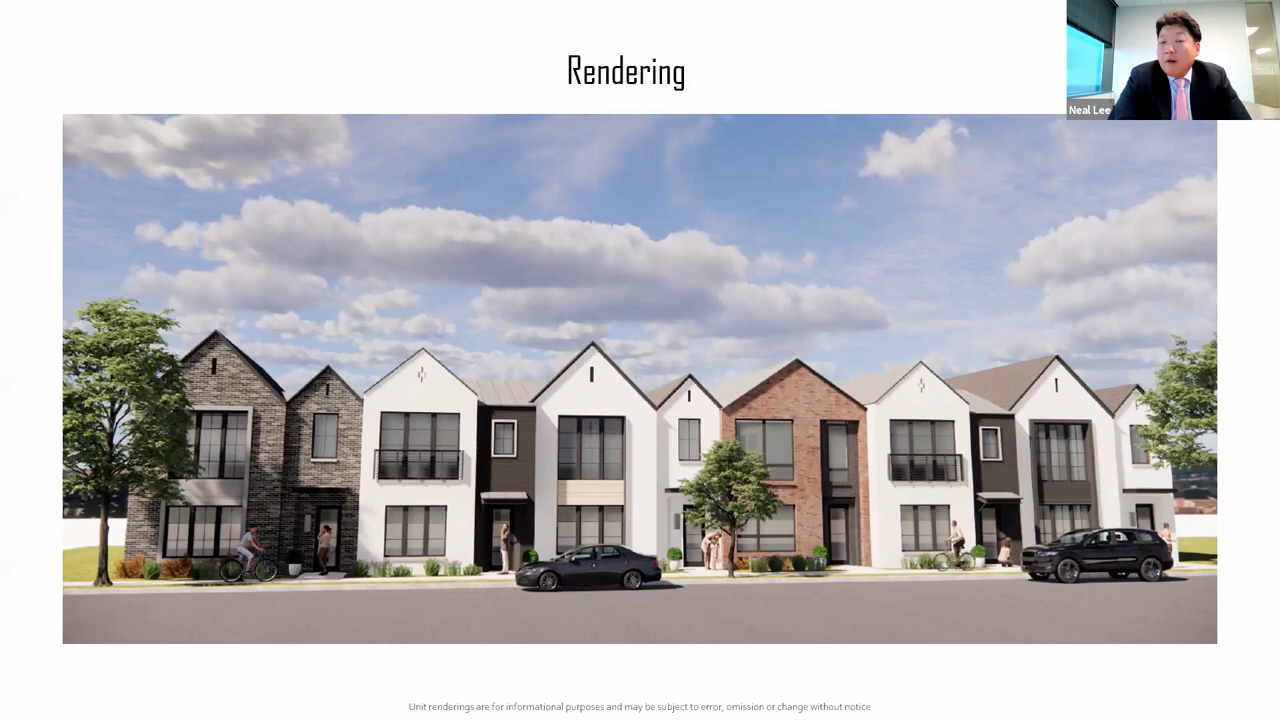 Rendering
Neal Lee
Unit renderings are for informational purposes and may be subject to error, omission or change without notice